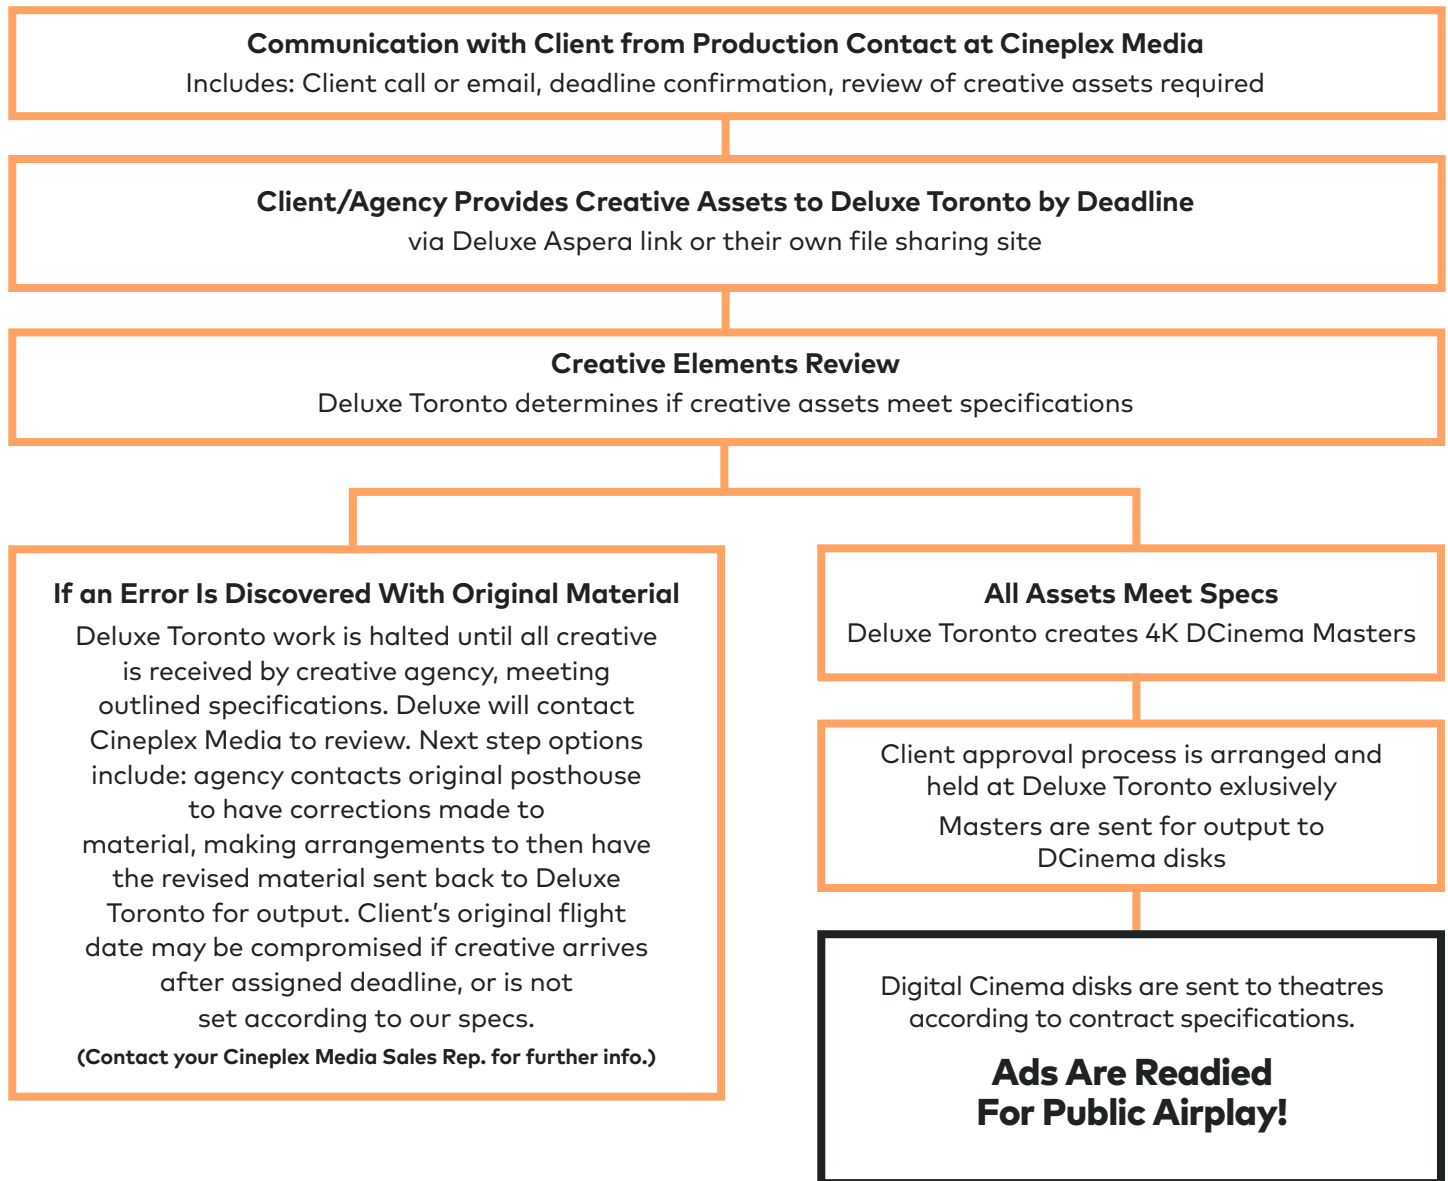 Communication with Client from Production Contact at Cineplex Media
Includes: Client call or email, deadline confirmation, review of creative assets required
Client/Agency Provides Creative Assets to Deluxe Toronto by Deadline
via Deluxe Aspera link or their own file sharing site
Creative Elements Review
Deluxe Toronto determines if creative assets meet specifications
If an Error Is Discovered With Original Material
Deluxe Toronto work is halted until all creative
is received by creative agency, meeting
outlined specifications. Deluxe will contact
Cineplex Media to review. Next step options
include: agency contacts original posthouse
to have corrections made to
material, making arrangements to then have
the revised material sent back to Deluxe
Toronto for output. Client’s original flight
date may be compromised if creative arrives
after assigned deadline, or is not
set according to our specs.
(Contact your Cineplex Media Sales Rep. for further info.)
All Assets Meet Specs
Deluxe Toronto creates 4K DCinema Masters
Client approval process is arranged and
held at Deluxe Toronto exlusively
Masters are sent for output to
DCinema disks
Digital Cinema disks are sent to theatres
according to contract specifications.
Ads Are Readied
For Public Airplay!